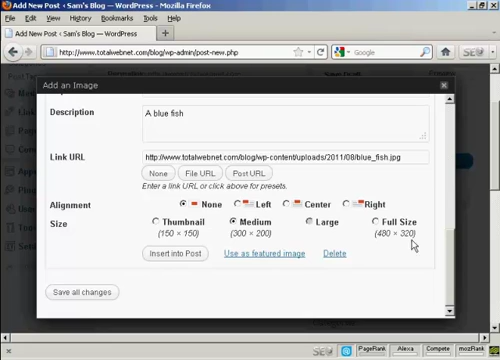 Add New Post ‹ Sam's Blog — WordPress — Mozilla Firefox
File Edit View History Bookmarks Tools Help
Add New Post ‹ Sam's Blog — WordPress
http://www.totalwebnet.com/blog/wp-admin/post-new.php
Google
Add an Image
Description
A blue fish
Link URL
http://www.totalwebnet.com/blog/wp-content/uploads/2011/08/blue_fish.jpg
None File URL Post URL
Enter a link URL or click above for presets.
Alignment None Left Center Right
Size Thumbnail Medium Large Full Size
(150 × 150) (300 × 200) (480 × 320)
Insert into Post Use as featured image Delete
Save all changes
PageRank Alexa Compete mozRank